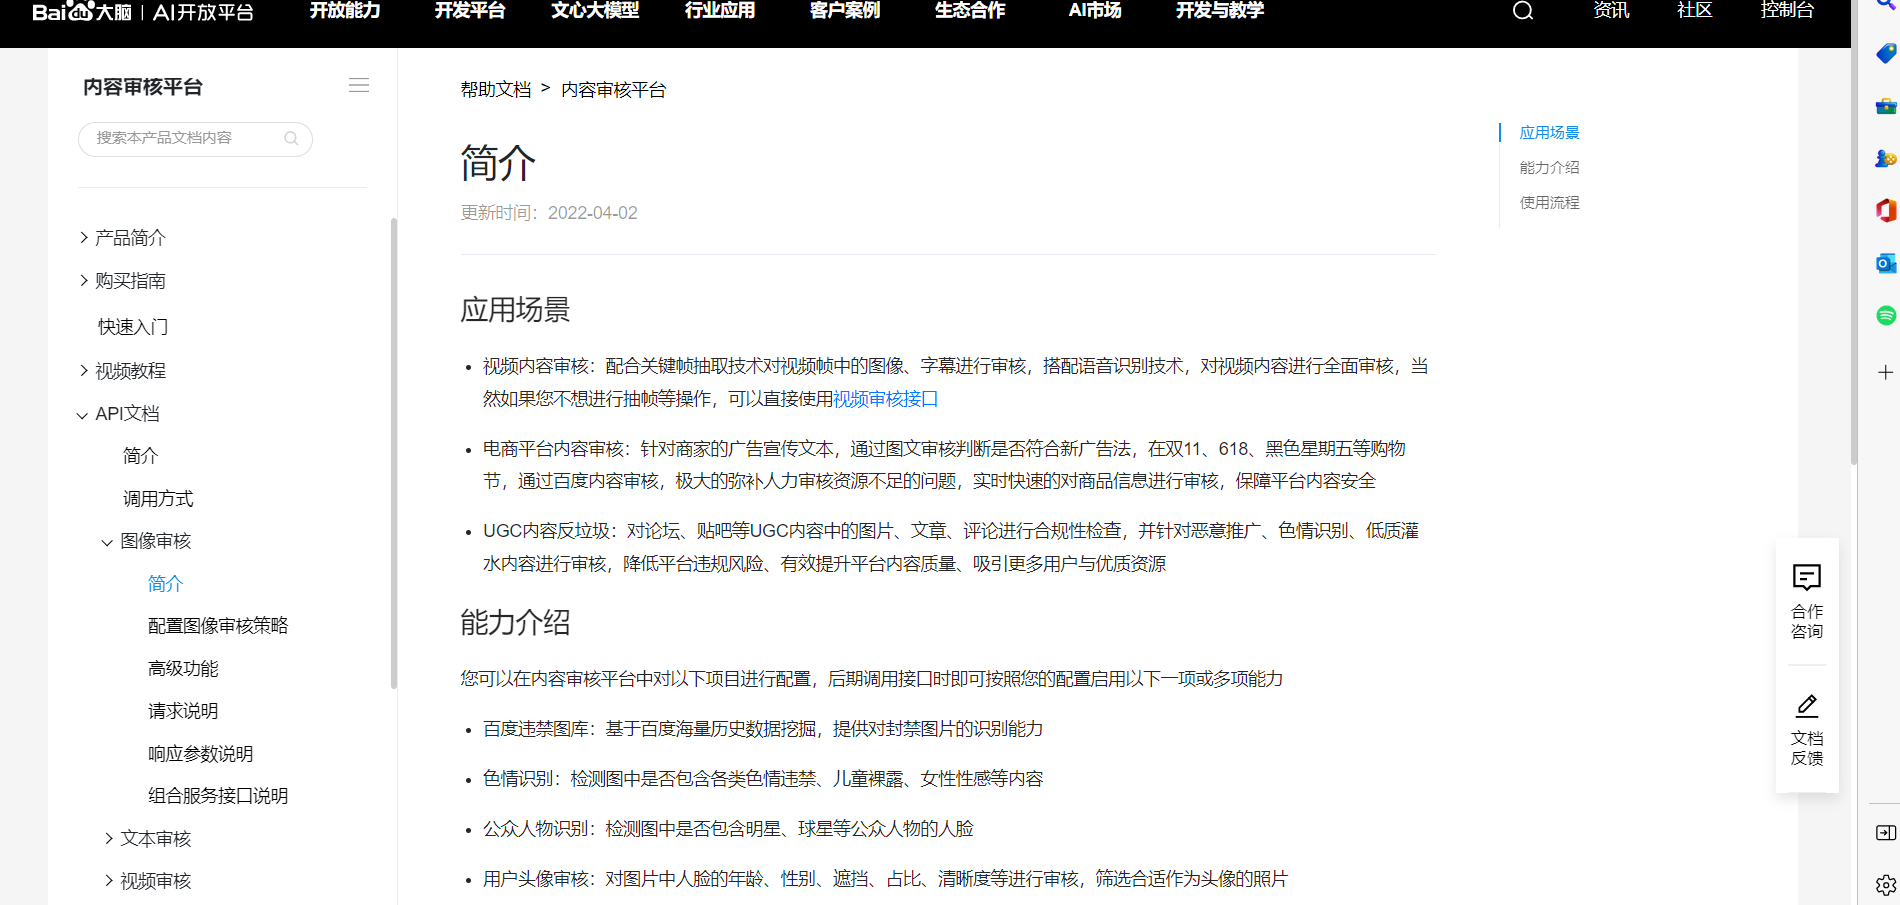 Bai du 大脑 | AI开放平台
开放能力 开发平台 文心大模型 行业应用 客户案例 生态合作 AI市场 开发与教学 资讯 社区 控制台
内容审核平台
搜索本产品文档内容
产品简介
购买指南
快速入门
视频教程
API文档
简介
调用方式
图像审核
简介
配置图像审核策略
高级功能
请求说明
响应参数说明
组合服务接口说明
文本审核
视频审核
帮助文档 > 内容审核平台
简介
更新时间：2022-04-02
应用场景
• 视频内容审核：配合关键帧抽取技术对视频帧中的图像、字幕进行审核，搭配语音识别技术，对视频内容进行全面审核，当
然如果您不想进行抽帧等操作，可以直接使用视频审核接口
• 电商平台内容审核：针对商家的广告宣传文本，通过图文审核判断是否符合新广告法，在双11、618、黑色星期五等购物
节，通过百度内容审核，极大的弥补人力审核资源不足的问题，实时快速的对商品信息进行审核，保障平台内容安全
• UGC内容反垃圾：对论坛、贴吧等UGC内容中的图片、文章、评论进行合规性检查，并针对恶意推广、色情识别、低质灌
水内容进行审核，降低平台违规风险、有效提升平台内容质量、吸引更多用户与优质资源
能力介绍
您可以在内容审核平台中对以下项目进行配置，后期调用接口时即可按照您的配置启用以下一项或多项能力
• 百度违禁图库：基于百度海量历史数据挖掘，提供对封禁图片的识别能力
• 色情识别：检测图中是否包含各类色情违禁、儿童裸露、女性性感等内容
• 公众人物识别：检测图中是否包含明星、球星等公众人物的人脸
• 用户头像审核：对图片中人脸的年龄、性别、遮挡、占比、清晰度等进行审核，筛选合适作为头像的照片
应用场景
能力介绍
使用流程
合作
咨询
文档
反馈